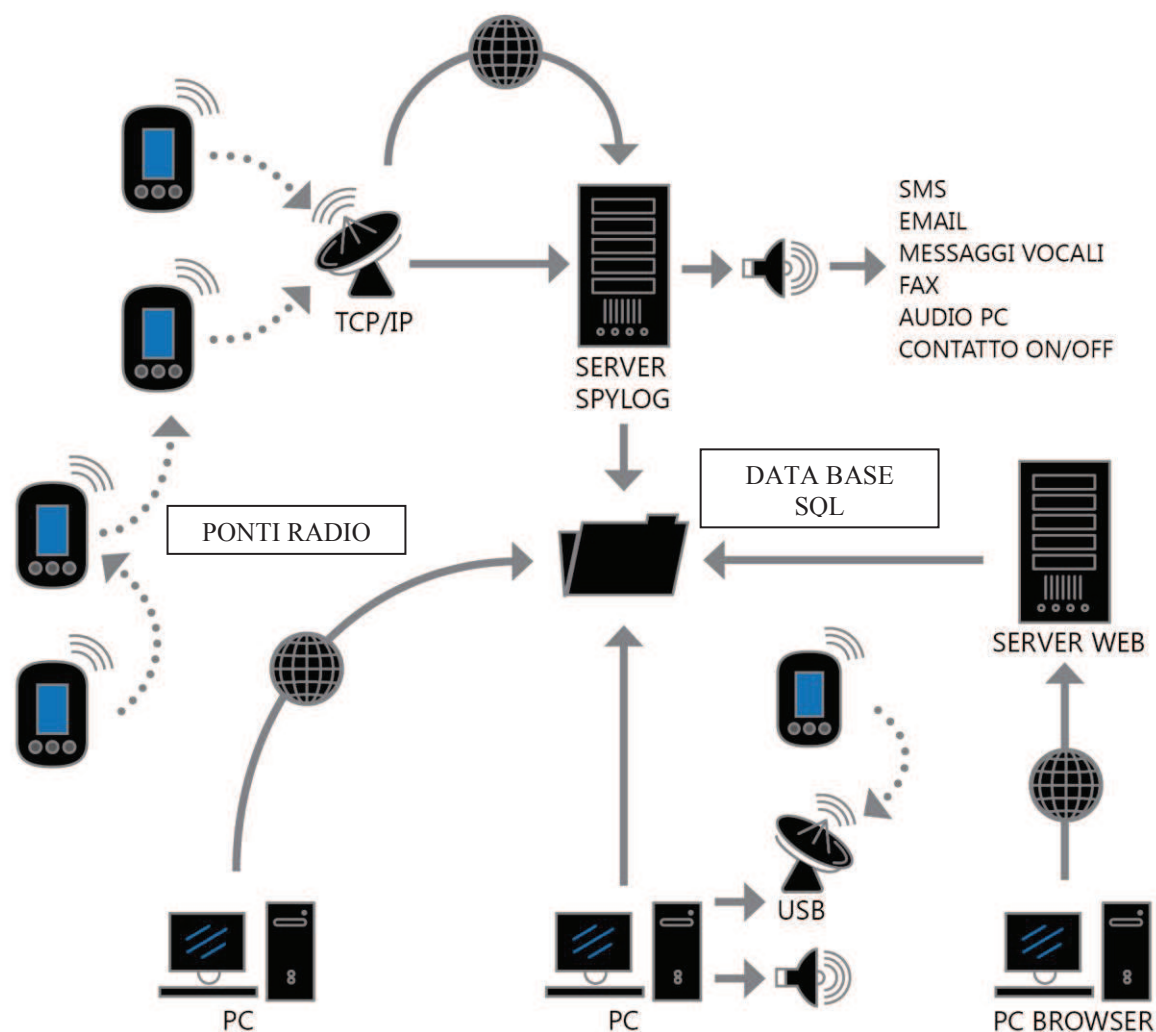 TCP/IP
SERVER
SPYLOG
SMS
EMAIL
MESSAGGI VOCALI
FAX
AUDIO PC
CONTATTO ON/OFF
PONTI RADIO
DATA BASE
SQL
SERVER WEB
USB
PC
PC
PC BROWSER